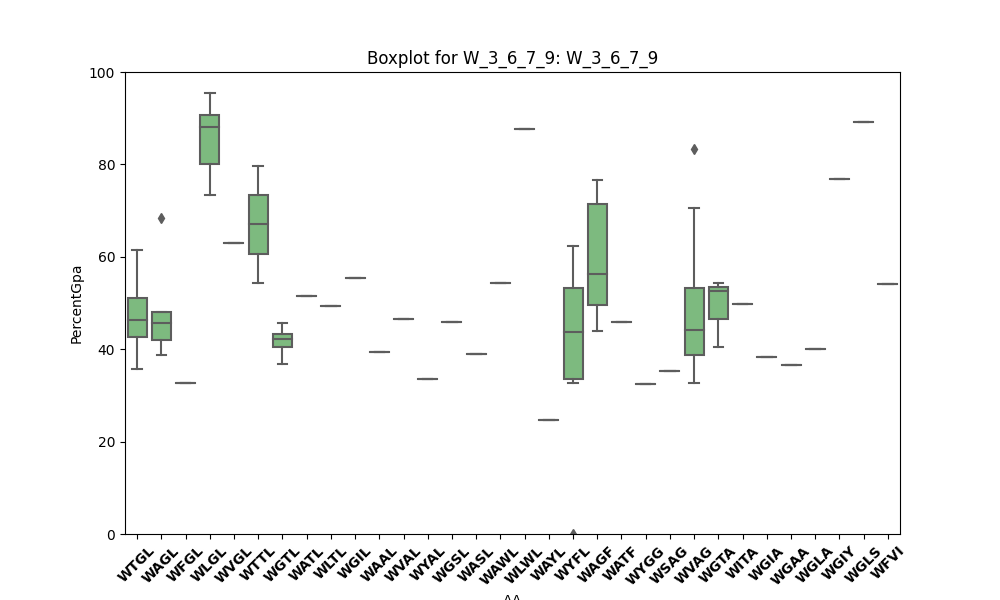 Boxplot for W_3_6_7_9: W_3_6_7_9
100
80
60
40
20
0
PercentGpa
WTGL WAGL WFGL WLGL WVGL WTTL WGTL WATL WLTL WGIL WAAL WVAL WYAL WGSL WASL WAWL WLWL WAYL WYFL WAGF WATF WYGG WSAG WVAG WGTA WITA WGIA WGAA WGLA WGIY WGLS WFVI
AA